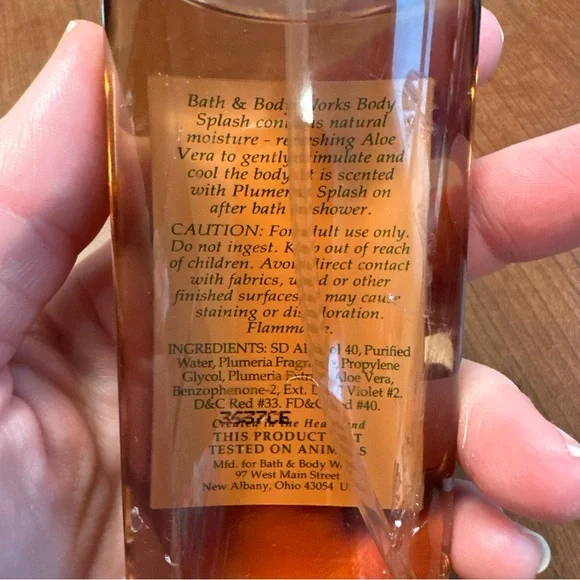 Bath & Body Works Body
Splash contains natural
moisture - refreshing Aloe
Vera to gently stimulate and
cool the body. It is scented
with Plumeria. Splash on
after bath or shower.
CAUTION: For adult use only.
Do not ingest. Keep out of reach
of children. Avoid direct contact
with fabrics, wood or other
finished surfaces may cause
staining or discoloration.
Flammable.
INGREDIENTS: SD Alcohol 40, Purified
Water, Plumeria Fragrance, Propylene
Glycol, Plumeria Extract, Aloe Vera,
Benzophenone-2, Ext. D&C Violet #2.
D&C Red #33. FD&C Red #40.
Created in the Heartland
THIS PRODUCT NOT
TESTED ON ANIMALS
Mfd. for Bath & Body W
97 West Main Street
New Albany, Ohio 43054 U.